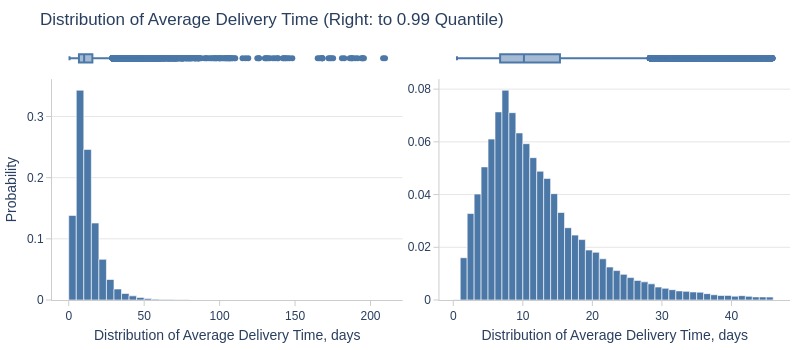 Distribution of Average Delivery Time (Right: to 0.99 Quantile)
Probability
0.3
0.2
0.1
0
0 50 100 150 200
Distribution of Average Delivery Time, days
0.08
0.06
0.04
0.02
0
0 10 20 30 40
Distribution of Average Delivery Time, days